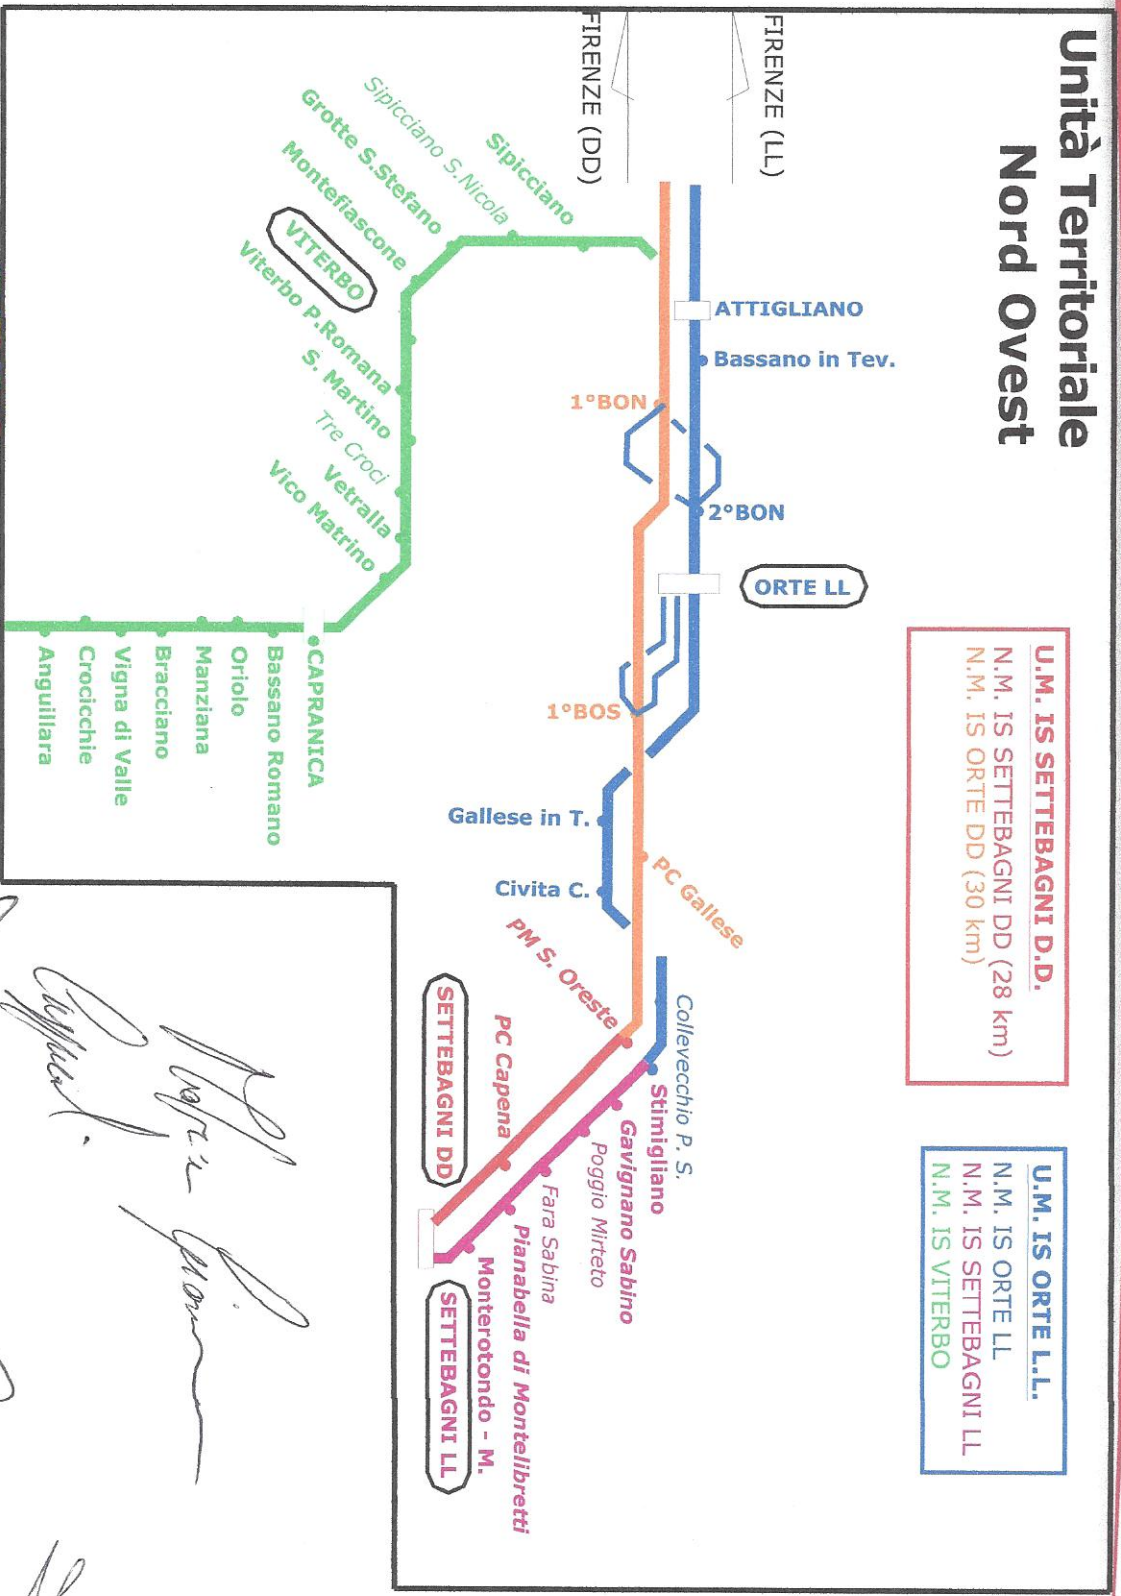 Unità Territoriale
Nord Ovest
U.M. IS SETTEBAGNI D.D.
N.M. IS SETTEBAGNI DD (28 km)
N.M. IS ORTE DD (30 km)
U.M. IS ORTE L.L.
N.M. IS ORTE LL
N.M. IS SETTEBAGNI LL
N.M. IS VITERBO
FIRENZE (LL)
FIRENZE (DD)
ATTIGLIANO
Bassano in Tev.
1°BON
2°BON
ORTE LL
1°BOS
Gallese in T.
Civita C.
PC Gallese
PM S. Oreste
PC Capena
SETTEBAGNI DD
Collevecchio P. S.
Stimigliano
Gavignano Sabino
Poggio Mirteto
Fara Sabina
Pianabella di Montelibretti
Monterotondo - M.
SETTEBAGNI LL
Sipicciano
Sipicciano S.Nicola
Grotte S.Stefano
Montefiascone
VITERBO
Viterbo P.Romana
S. Martino
Tre Croci
Vetralla
Vico Matrino
CAPRANICA
Bassano Romano
Oriolo
Manziana
Bracciano
Vigna di Valle
Crocicchie
Anguillara